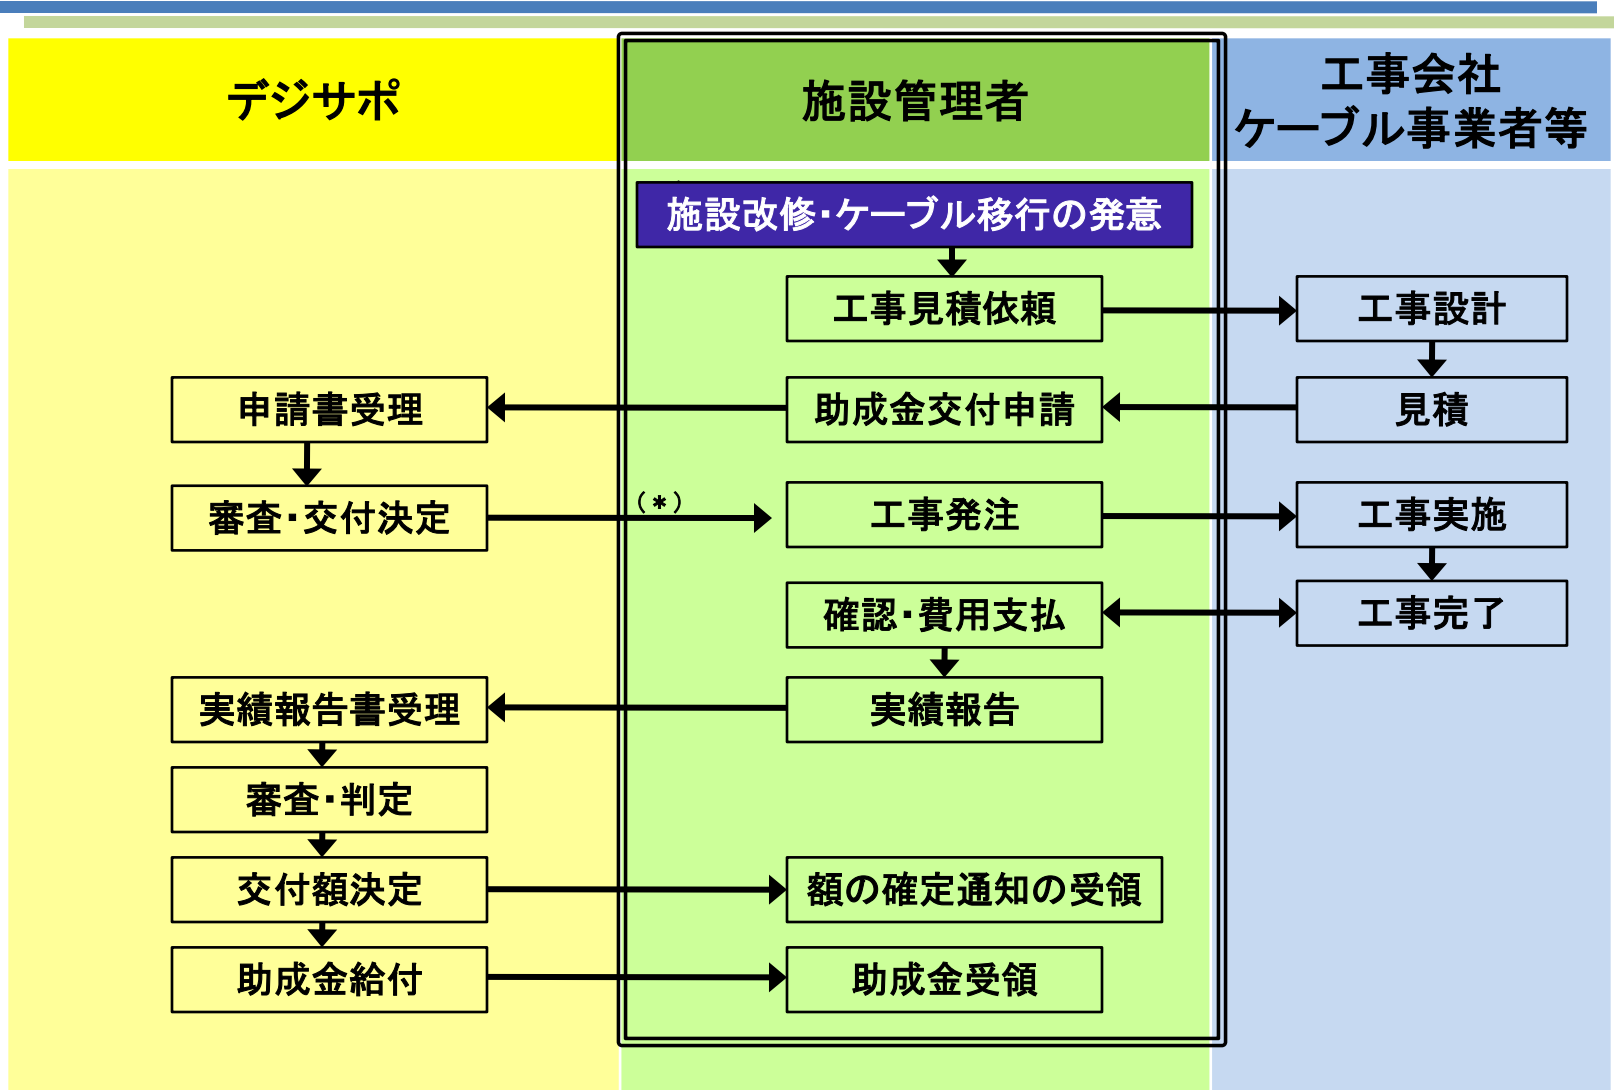 デジサポ
施設管理者
工事会社
ケーブル事業者等
施設改修・ケーブル移行の発意
工事見積依頼
工事設計
申請書受理
助成金交付申請
見積
審査・交付決定
(*)
工事発注
工事実施
確認・費用支払
工事完了
実績報告書受理
実績報告
審査・判定
交付額決定
額の確定通知の受領
助成金給付
助成金受領